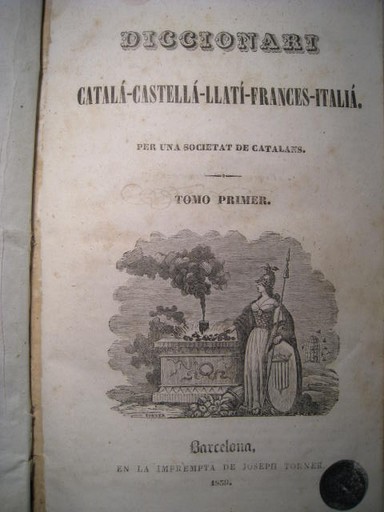 DICCIONARI
CATALÁ-CASTELLÁ-LLATÍ-FRANCES-ITALIÁ.
PER UNA SOCIETAT DE CATALANS.
TOMO PRIMER.
Barcelona,
EN LA IMPREMPTA DE JOSEPH TORNER.